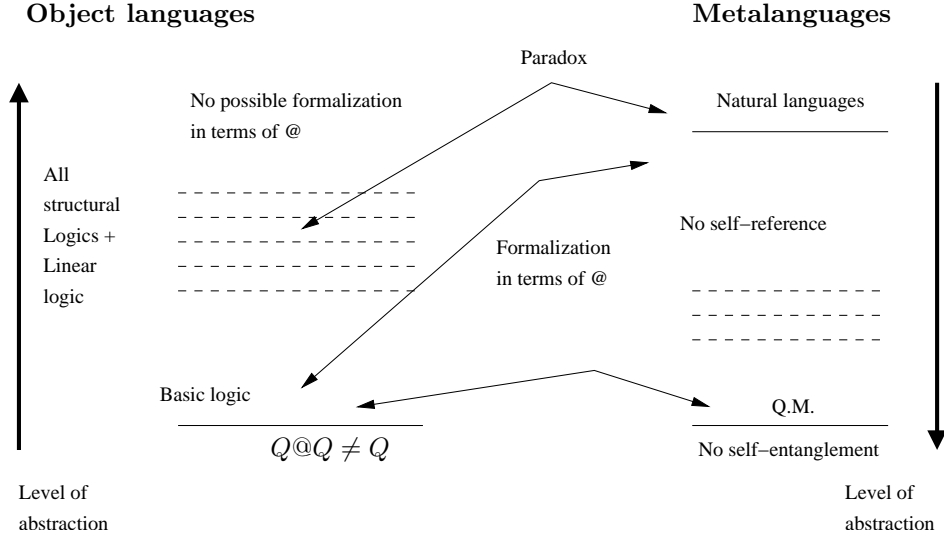 Object languages
Metalanguages
Paradox
No possible formalization
in terms of @
Natural languages
All
structural
Logics +
Linear
logic
No self−reference
Formalization
in terms of @
Basic logic
Q.M.
Q@Q ≠ Q
No self−entanglement
Level of
abstraction
Level of
abstraction